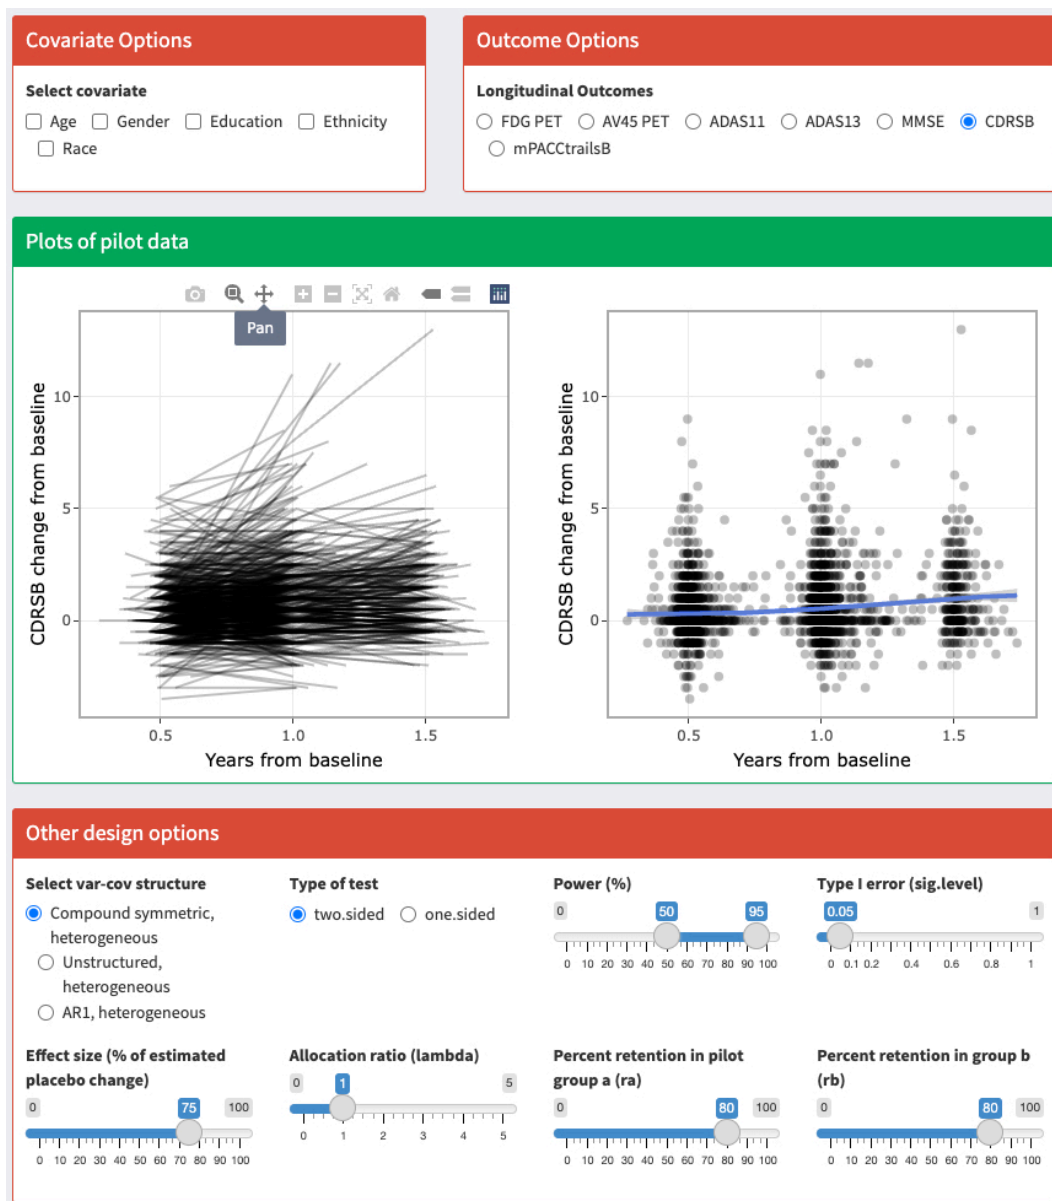 Covariate Options
Select covariate
Age Gender Education Ethnicity
Race
Outcome Options
Longitudinal Outcomes
FDG PET AV45 PET ADAS11 ADAS13 MMSE CDRSB
mPACCtrailsB
Plots of pilot data
Pan
CDRSB change from baseline
10
5
0
0.5 1.0 1.5
Years from baseline
CDRSB change from baseline
10
5
0
0.5 1.0 1.5
Years from baseline
Other design options
Select var-cov structure
Compound symmetric,
heterogeneous
Unstructured,
heterogeneous
AR1, heterogeneous
Type of test
two.sided one.sided
Power (%)
0 50 95
0 10 20 30 40 50 60 70 80 90 100
Type I error (sig.level)
0.05 1
0 0.1 0.2 0.4 0.6 0.8 1
Effect size (% of estimated
placebo change)
0 75 100
0 10 20 30 40 50 60 70 80 90 100
Allocation ratio (lambda)
0 1 5
0 1 2 3 4 5
Percent retention in pilot
group a (ra)
0 80 100
0 10 20 30 40 50 60 70 80 90 100
Percent retention in group b
(rb)
0 80 100
0 10 20 30 40 50 60 70 80 90 100